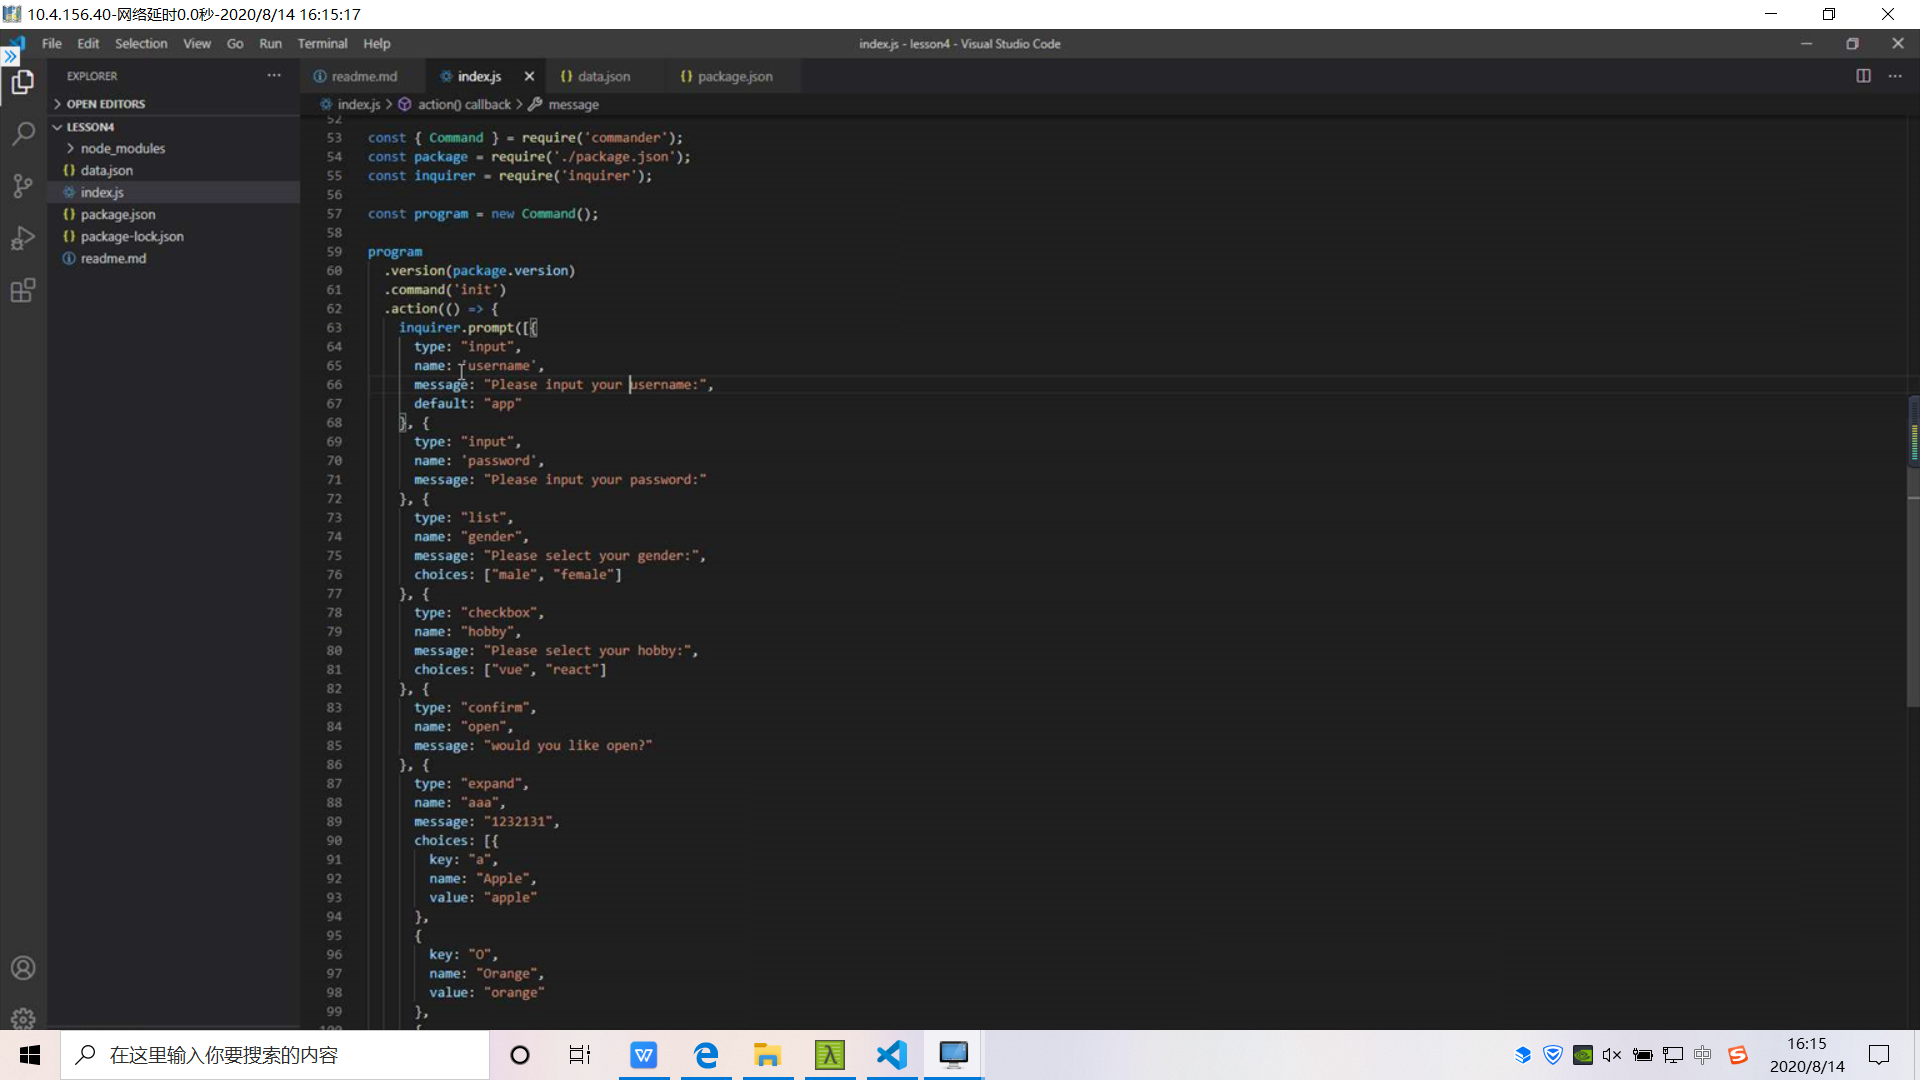 10.4.156.40-网络延时0.0秒-2020/8/14 16:15:17
File Edit Selection View Go Run Terminal Help
index.js - lesson4 - Visual Studio Code
EXPLORER
OPEN EDITORS
LESSON4
node_modules
data.json
index.js
package.json
package-lock.json
readme.md
readme.md index.js data.json package.json
index.js > action() callback > message
52
53 const { Command } = require('commander');
54 const package = require('./package.json');
55 const inquirer = require('inquirer');
56
57 const program = new Command();
58
59 program
60 .version(package.version)
61 .command('init')
62 .action(() => {
63 inquirer.prompt([{
64 type: "input",
65 name: 'username',
66 message: "Please input your username:",
67 default: "app"
68 }, {
69 type: "input",
70 name: 'password',
71 message: "Please input your password:"
72 }, {
73 type: "list",
74 name: "gender",
75 message: "Please select your gender:",
76 choices: ["male", "female"]
77 }, {
78 type: "checkbox",
79 name: "hobby",
80 message: "Please select your hobby:",
81 choices: ["vue", "react"]
82 }, {
83 type: "confirm",
84 name: "open",
85 message: "would you like open?"
86 }, {
87 type: "expand",
88 name: "aaa",
89 message: "1232131",
90 choices: [{
91 key: "a",
92 name: "Apple",
93 value: "apple"
94 },
95 {
96 key: "O",
97 name: "Orange",
98 value: "orange"
99 },
在这里输入你要搜索的内容
中
16:15
2020/8/14